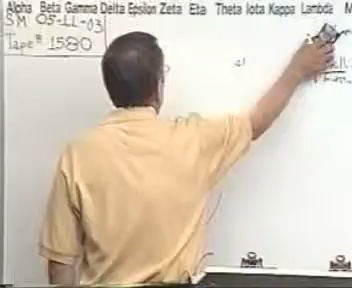 Alpha Beta Gamma Delta Epsilon Zeta Eta Theta Iota Kappa Lambda M
SM 05-LL-03
Tape # 1580